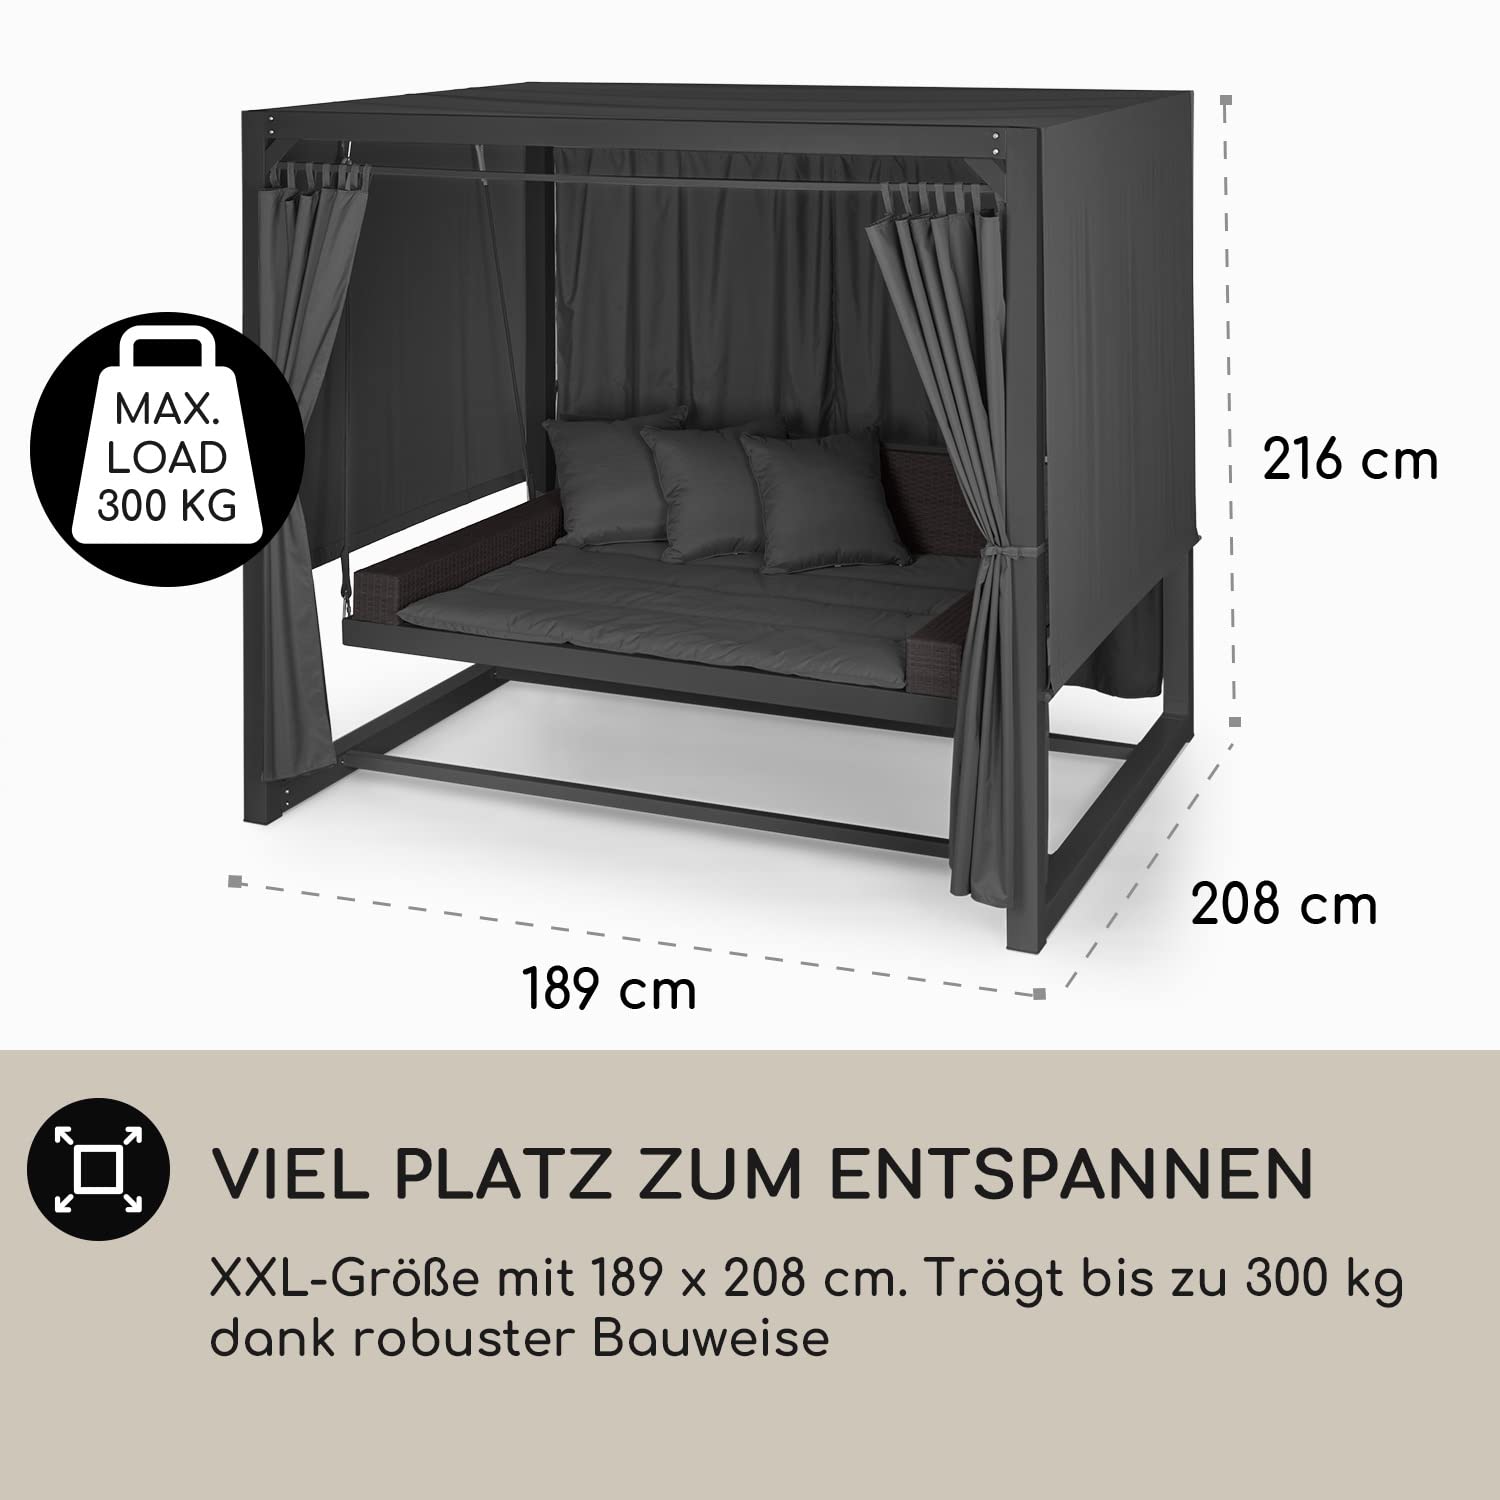 MAX.
LOAD
300 KG
216 cm
208 cm
189 cm
VIEL PLATZ ZUM ENTSPANNEN
XXL-Größe mit 189 x 208 cm. Trägt bis zu 300 kg
dank robuster Bauweise